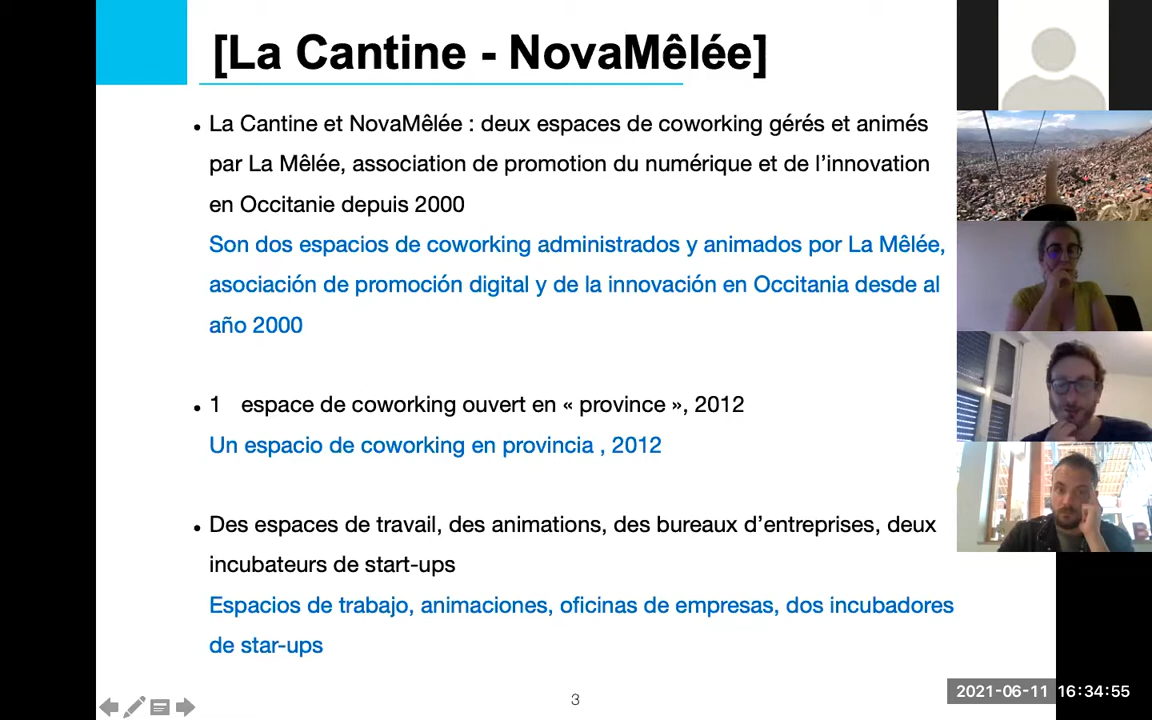 [La Cantine - NovaMêlée]
La Cantine et NovaMêlée : deux espaces de coworking gérés et animés
par La Mêlée, association de promotion du numérique et de l’innovation
en Occitanie depuis 2000
Son dos espacios de coworking administrados y animados por La Mêlée,
asociación de promoción digital y de la innovación en Occitania desde al
año 2000
1 espace de coworking ouvert en « province », 2012
Un espacio de coworking en provincia , 2012
Des espaces de travail, des animations, des bureaux d’entreprises, deux
incubateurs de start-ups
Espacios de trabajo, animaciones, oficinas de empresas, dos incubadores
de star-ups
3
2021-06-11 16:34:55